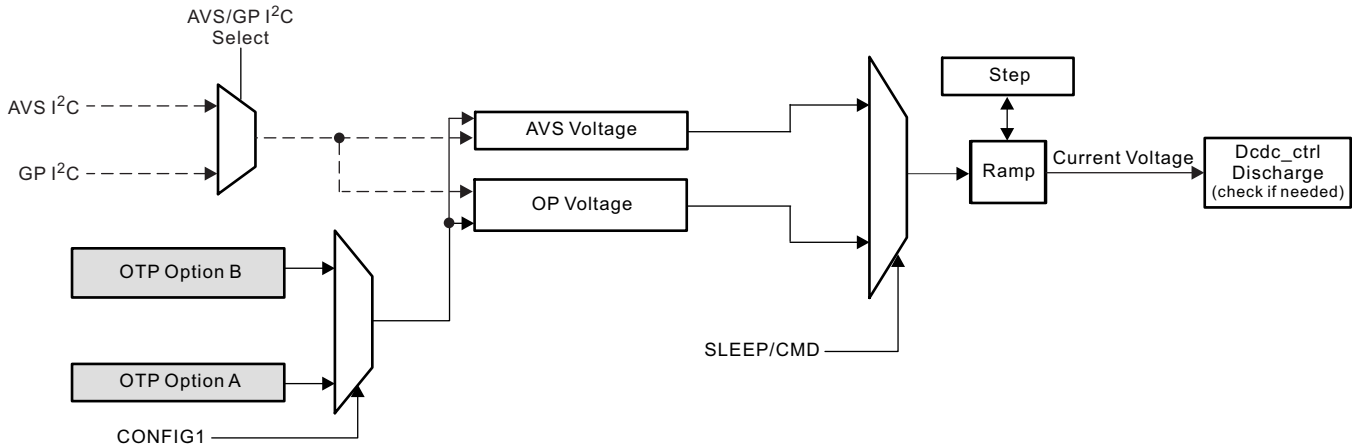 AVS/GP I²C
Select
AVS I²C
GP I²C
AVS Voltage
OP Voltage
Step
Ramp
Current Voltage
Dcdc_ctrl
Discharge
(check if needed)
OTP Option B
OTP Option A
SLEEP/CMD
CONFIG1